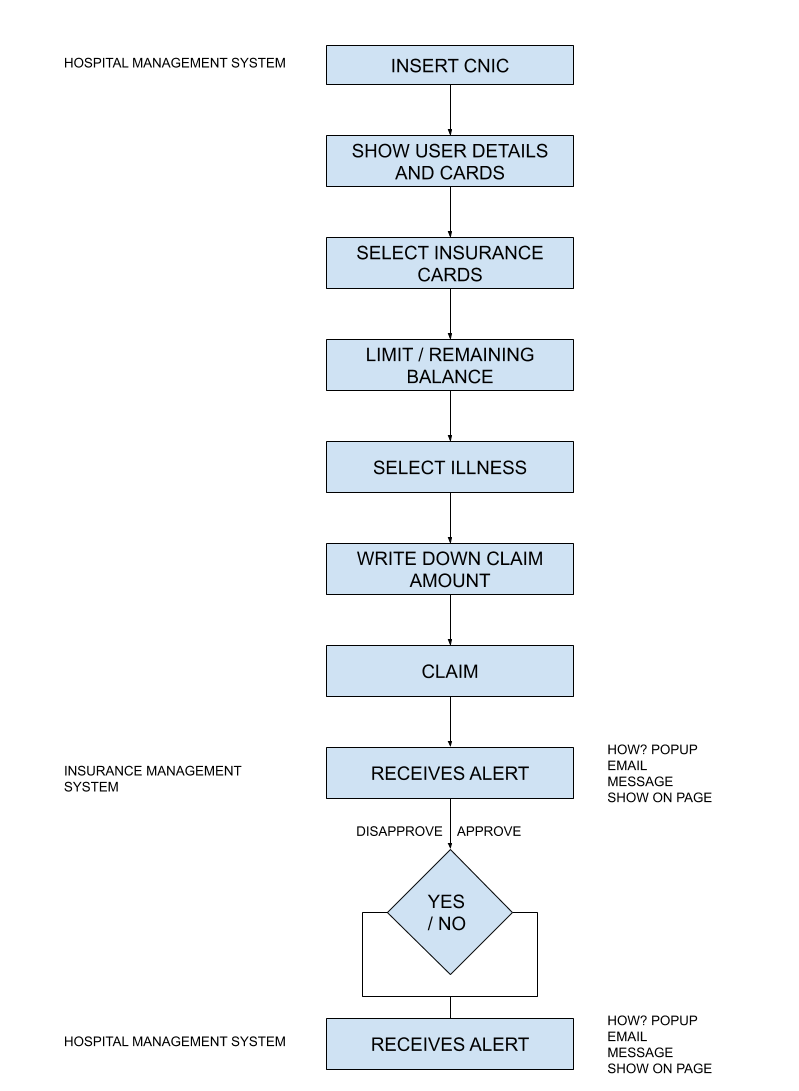 HOSPITAL MANAGEMENT SYSTEM
INSERT CNIC
SHOW USER DETAILS
AND CARDS
SELECT INSURANCE
CARDS
LIMIT / REMAINING
BALANCE
SELECT ILLNESS
WRITE DOWN CLAIM
AMOUNT
CLAIM
INSURANCE MANAGEMENT
SYSTEM
RECEIVES ALERT
HOW? POPUP
EMAIL
MESSAGE
SHOW ON PAGE
DISAPPROVE
APPROVE
YES
/ NO
HOSPITAL MANAGEMENT SYSTEM
RECEIVES ALERT
HOW? POPUP
EMAIL
MESSAGE
SHOW ON PAGE